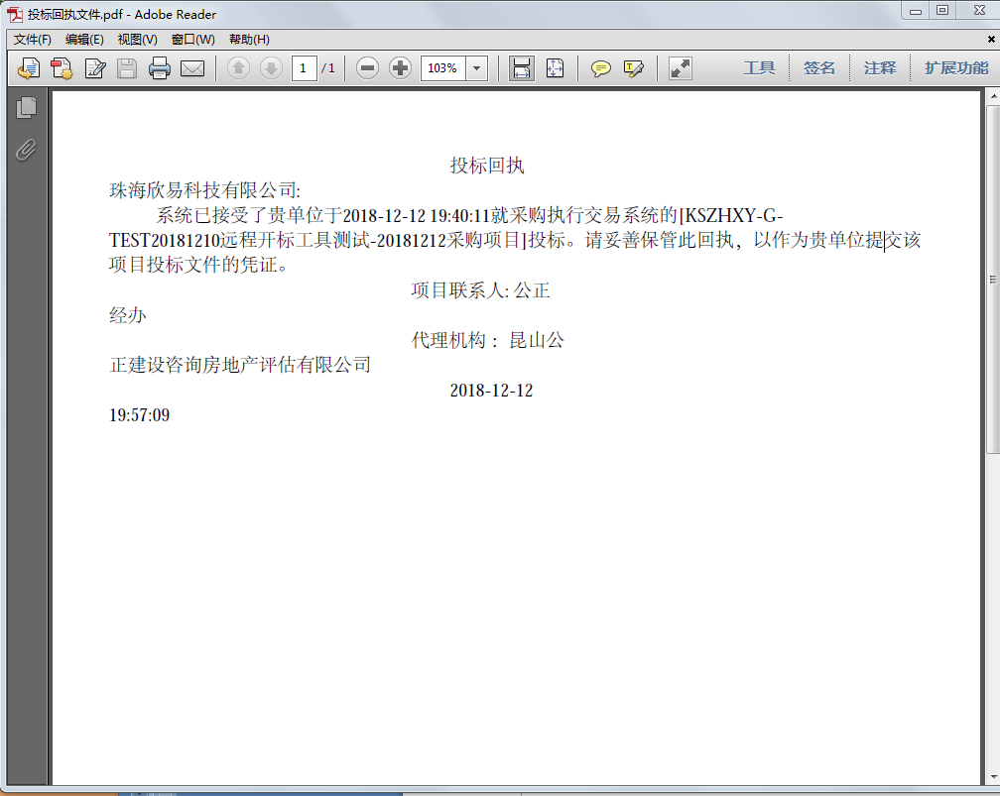 投标回执文件.pdf - Adobe Reader
文件(F) 编辑(E) 视图(V) 窗口(W) 帮助(H)
1 / 1 103% 工具 签名 注释 扩展功能
投标回执
珠海欣易科技有限公司:
系统已接受了贵单位于2018-12-12 19:40:11就采购执行交易系统的[KSZHXY-G-
TEST20181210远程开标工具测试-20181212采购项目]投标。请妥善保管此回执，以作为贵单位提交该
项目投标文件的凭证。
项目联系人: 公正
经办
代理机构： 昆山公
正建设咨询房地产评估有限公司
2018-12-12
19:57:09